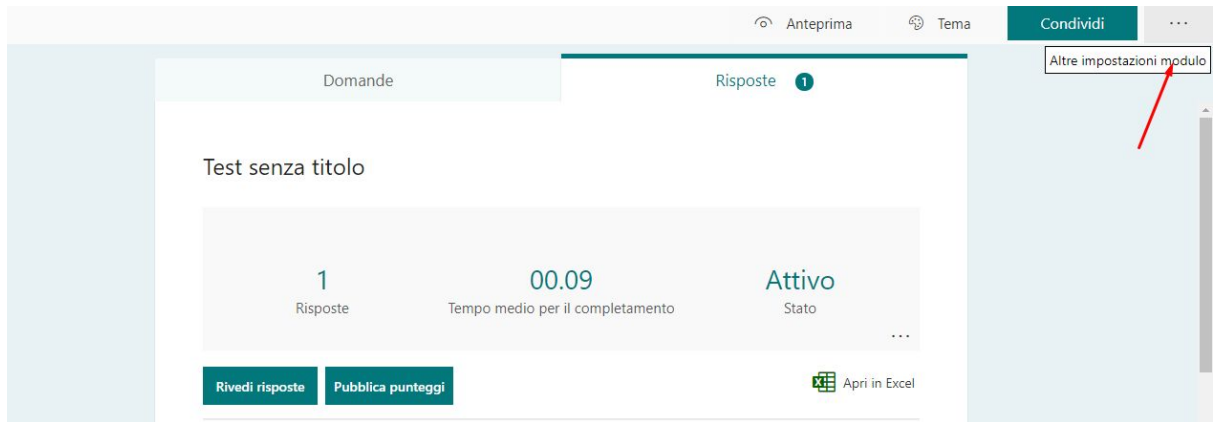 Anteprima Tema Condividi ...
Altre impostazioni modulo
Domande Risposte 1
Test senza titolo
1 00.09 Attivo
Risposte Tempo medio per il completamento Stato
...
Rivedi risposte Pubblica punteggi Apri in Excel